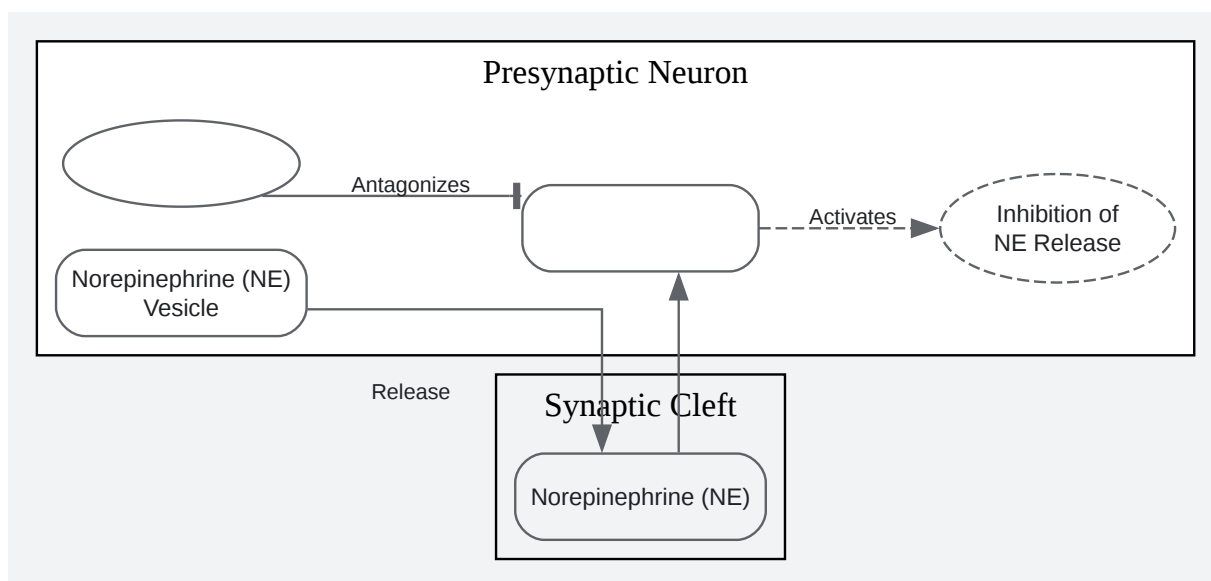 Presynaptic Neuron
Antagonizes
Activates
Inhibition of
NE Release
Norepinephrine (NE)
Vesicle
Release
Synaptic Cleft
Norepinephrine (NE)